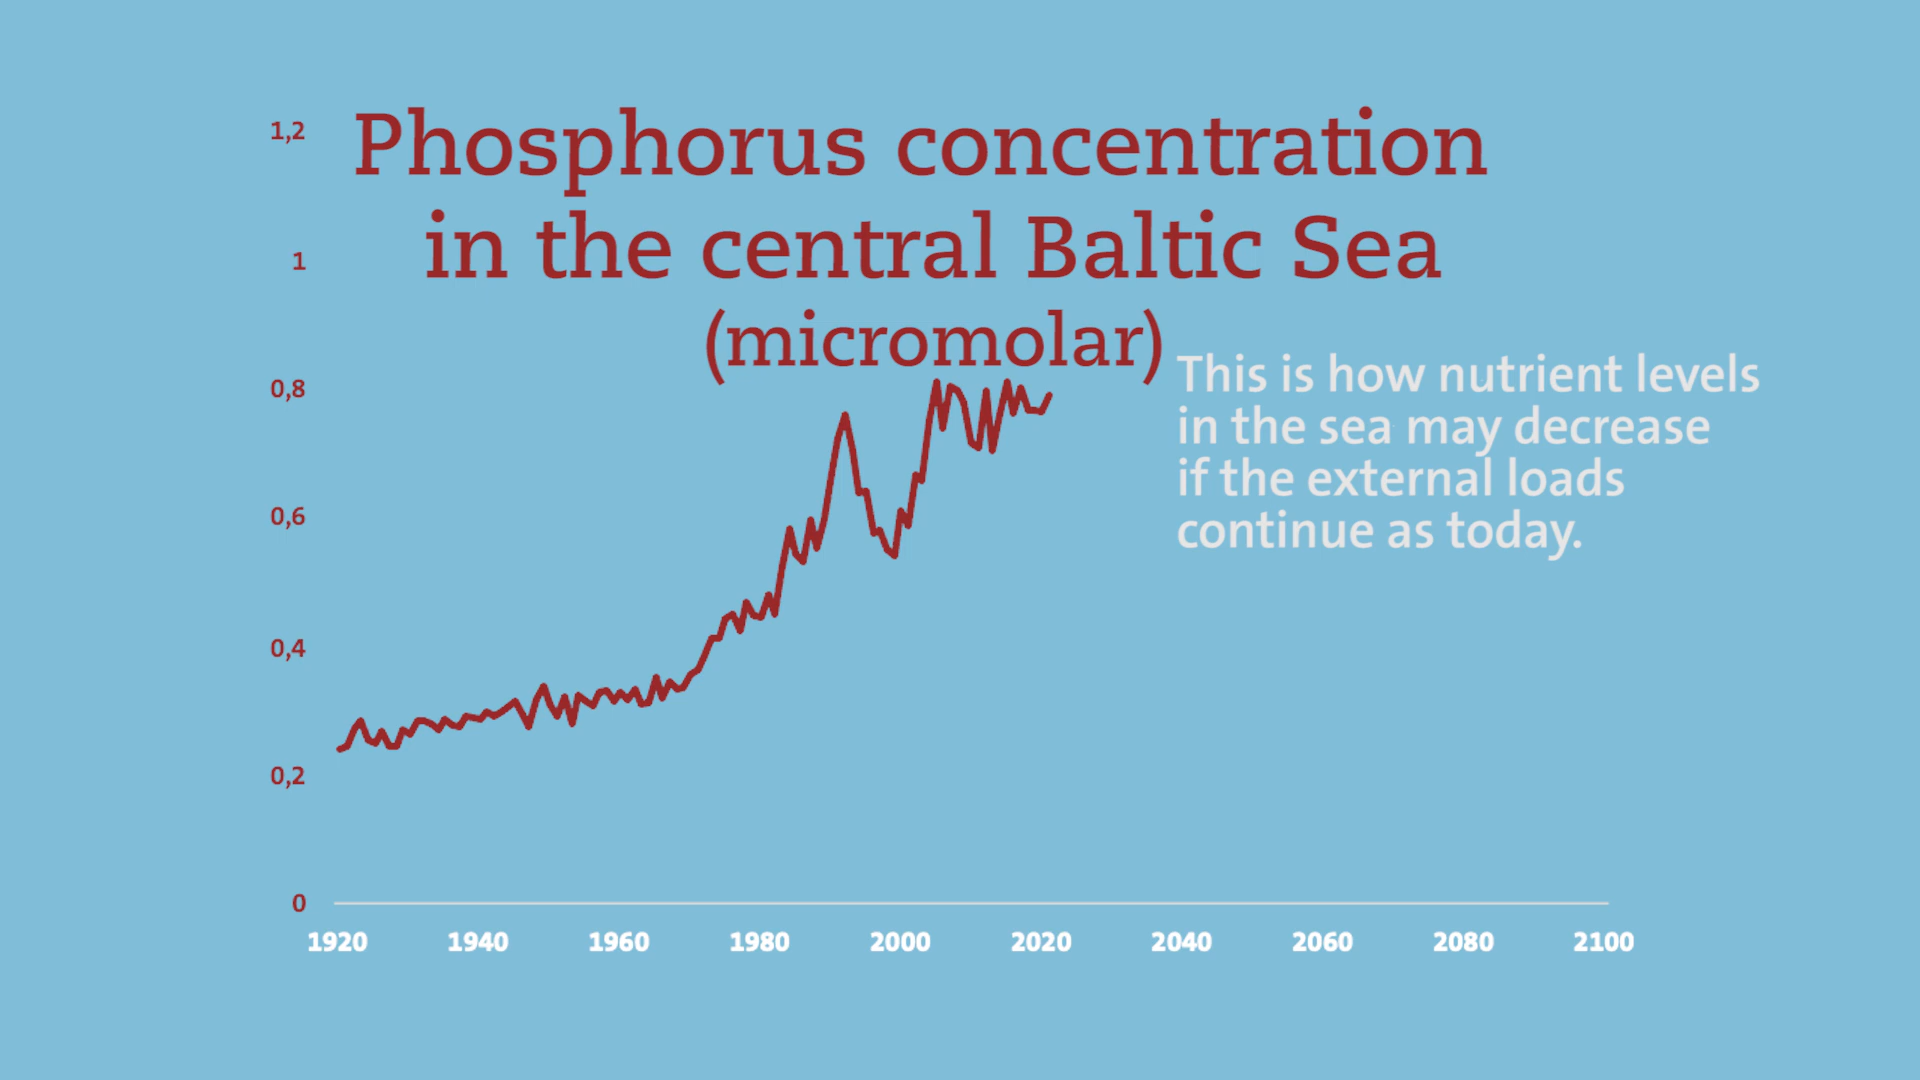 Phosphorus concentration
in the central Baltic Sea
(micromolar)
This is how nutrient levels
in the sea may decrease
if the external loads
continue as today.
1,2
1
0,8
0,6
0,4
0,2
0
1920 1940 1960 1980 2000 2020 2040 2060 2080 2100